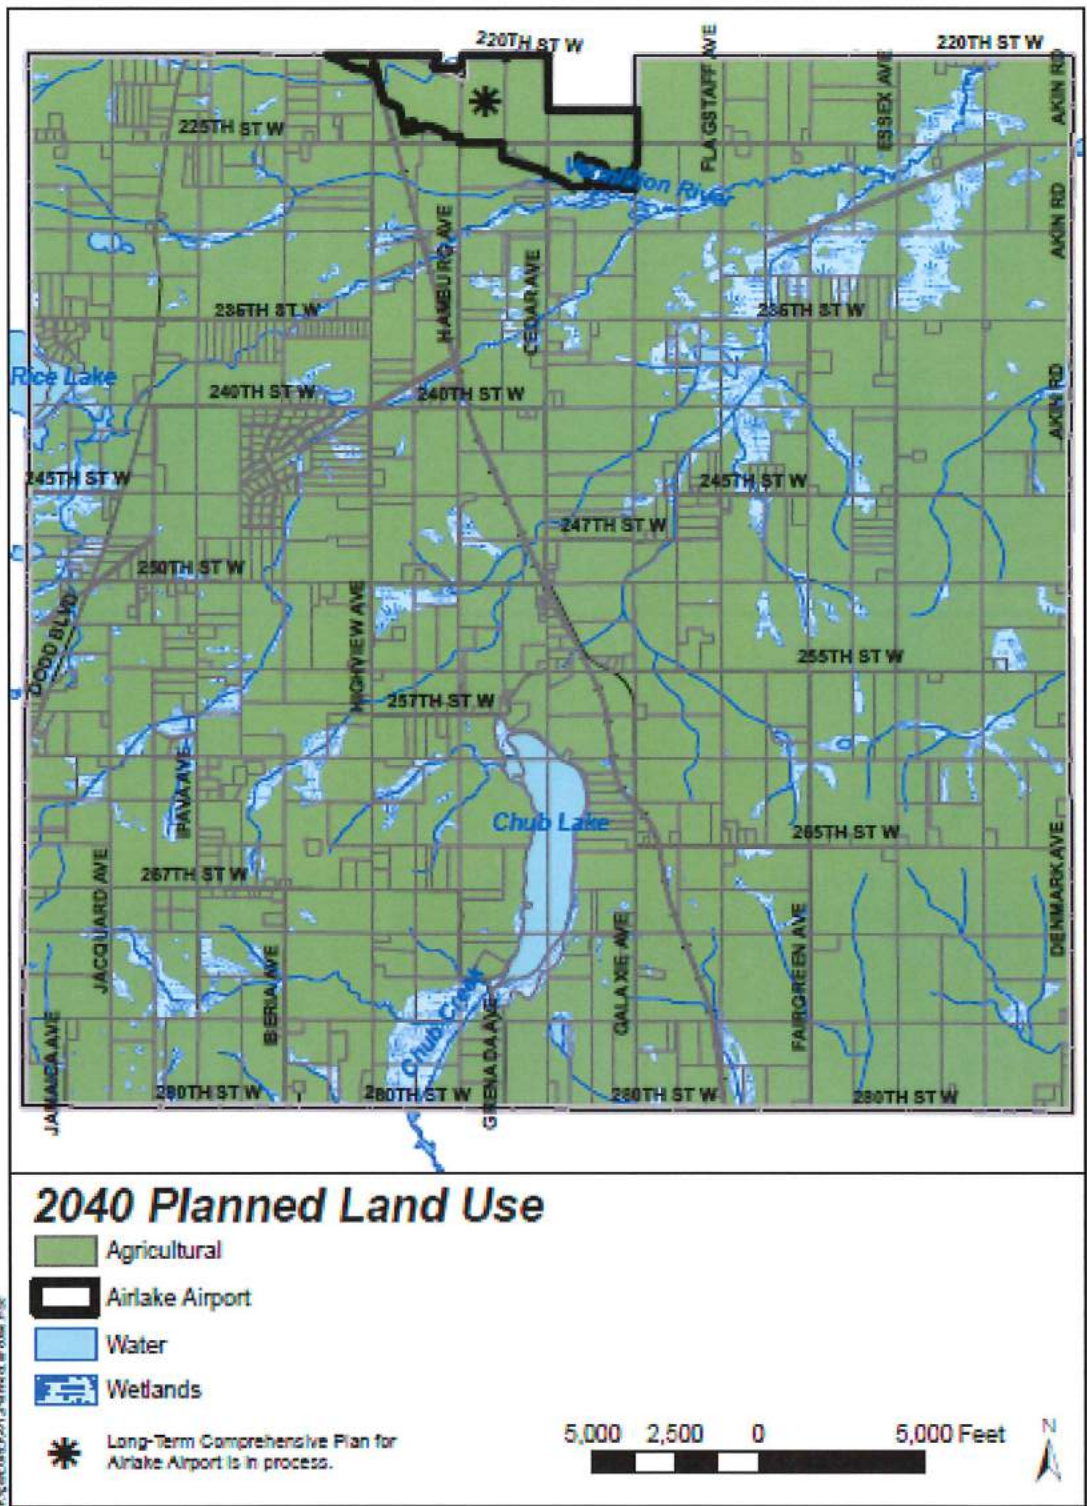 220TH ST W
220TH ST W
FLAGSTAFF AVE
ESSEX AVE
AKIN RD
225TH ST W
Vermillion River
AKIN RD
HAMBURG AVE
CEDAR AVE
235TH ST W
235TH ST W
Rice Lake
240TH ST W
240TH ST W
AKIN RD
245TH ST W
245TH ST W
247TH ST W
250TH ST W
DODD BLVD
HIGHVIEW AVE
255TH ST W
257TH ST W
IPAVA AVE
Chub Lake
265TH ST W
267TH ST W
JACQUARD AVE
DENMARK AVE
IBERIA AVE
GALAXIE AVE
FAIRGREEN AVE
Chub Creek
GRENADA AVE
JAMAICA AVE
280TH ST W
280TH ST W
280TH ST W
280TH ST W
2040 Planned Land Use
Agricultural
Airlake Airport
Water
Wetlands
Long-Term Comprehensive Plan for
Airlake Airport is in process.
5,000 2,500 0 5,000 Feet
N